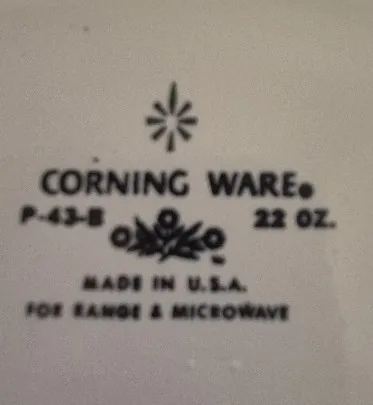 CORNING WARE®
P-43-B 22 OZ.
MADE IN U.S.A.
FOR RANGE & MICROWAVE